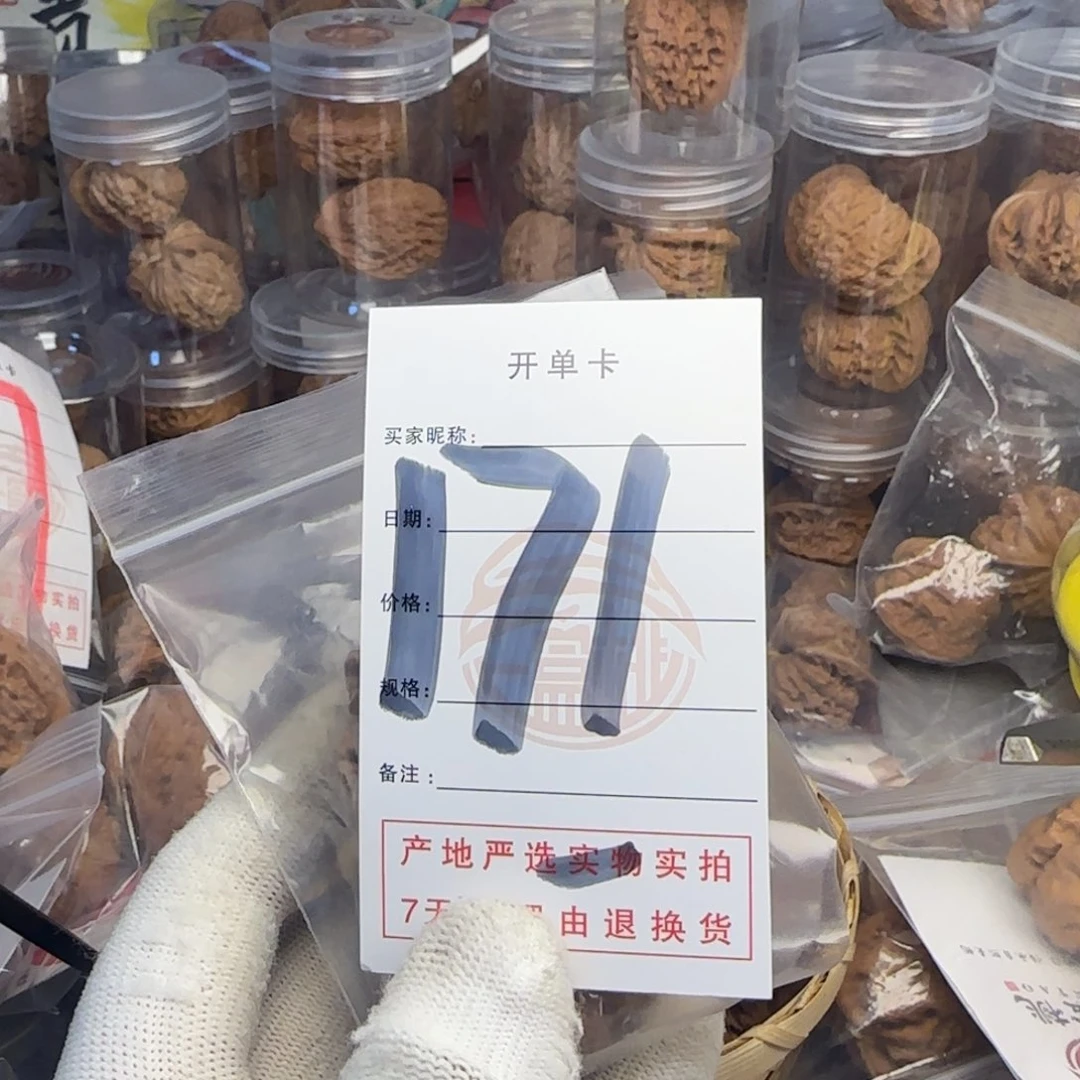 开单卡
买家昵称:
171
日期:
价格:
规格:
备注:
产地严选实物实拍
7天 由退换货